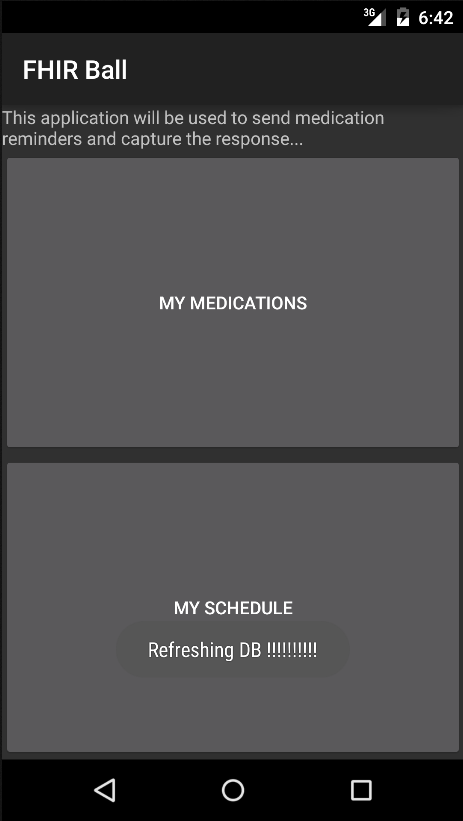 3G 6:42
FHIR Ball
This application will be used to send medication
reminders and capture the response...
MY MEDICATIONS
MY SCHEDULE
Refreshing DB !!!!!!!!!!